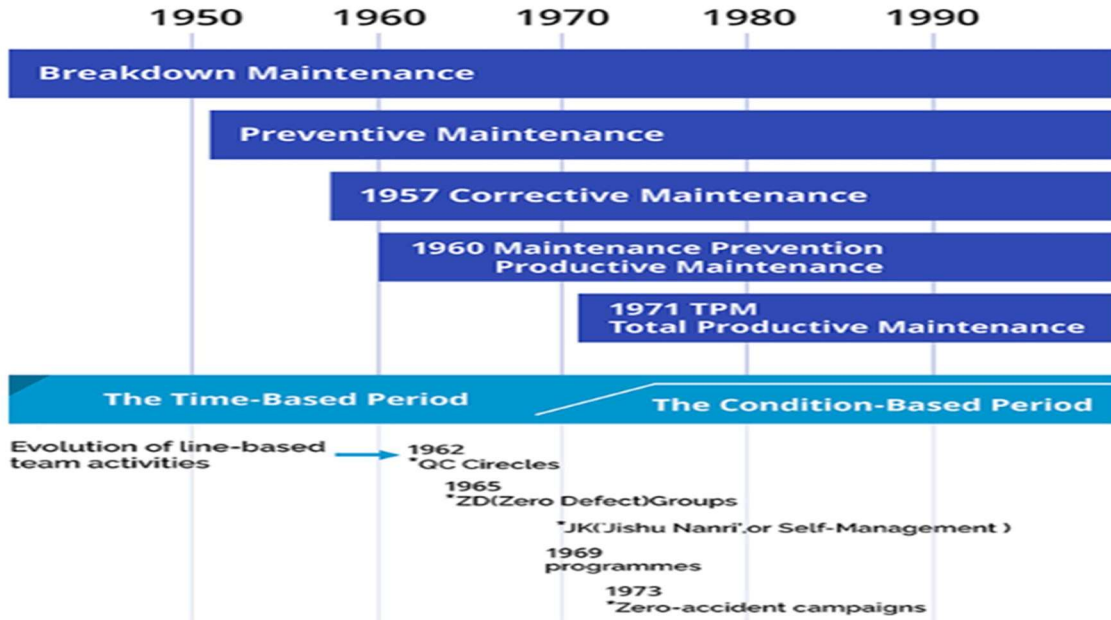 1950 1960 1970 1980 1990
Breakdown Maintenance
Preventive Maintenance
1957 Corrective Maintenance
1960 Maintenance Prevention
Productive Maintenance
1971 TPM
Total Productive Maintenance
The Time-Based Period
The Condition-Based Period
Evolution of line-based
team activities
1962
*QC Cirecles
1965
*ZD(Zero Defect)Groups
*JK('Jishu Nanri'.or Self-Management )
1969
programmes
1973
*Zero-accident campaigns